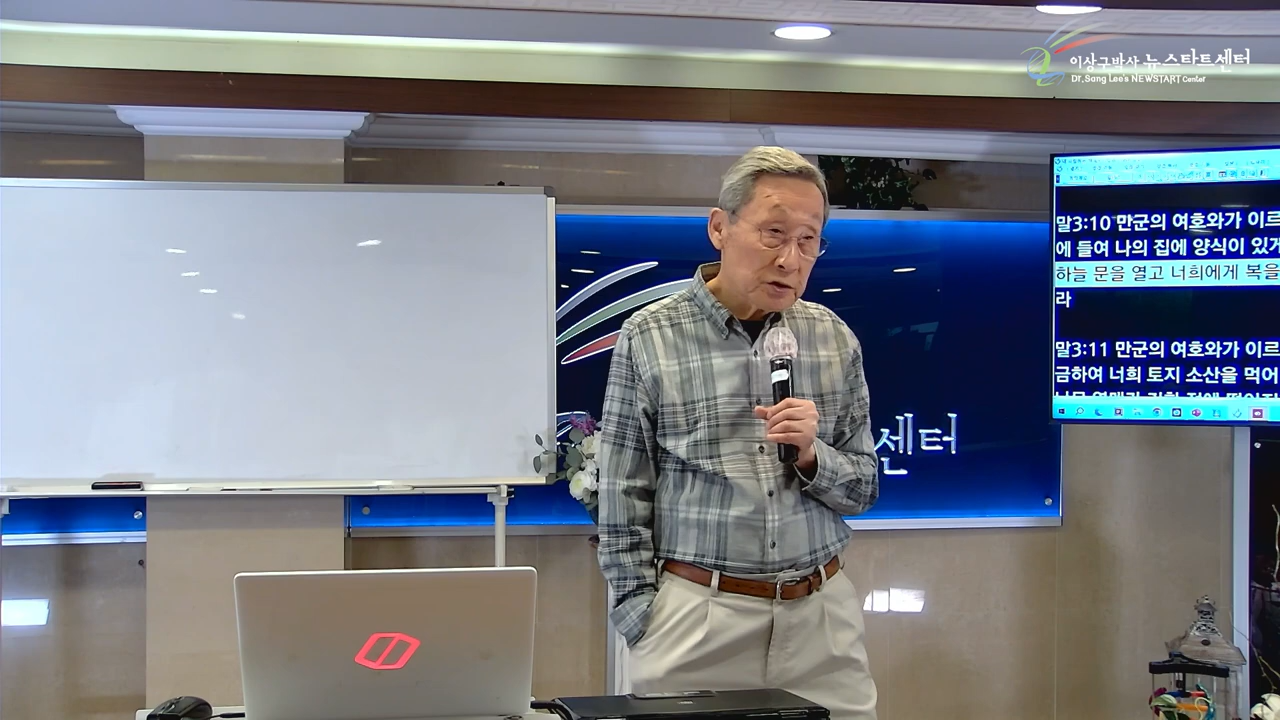 이상구박사 뉴스타트센터
Dr.Sang Lee's NEWSTART Center
말3:10 만군의 여호와가 이르
에 들여 나의 집에 양식이 있게
하늘 문을 열고 너희에게 복을
라
말3:11 만군의 여호와가 이르
금하여 너희 토지 소산을 먹어
센터